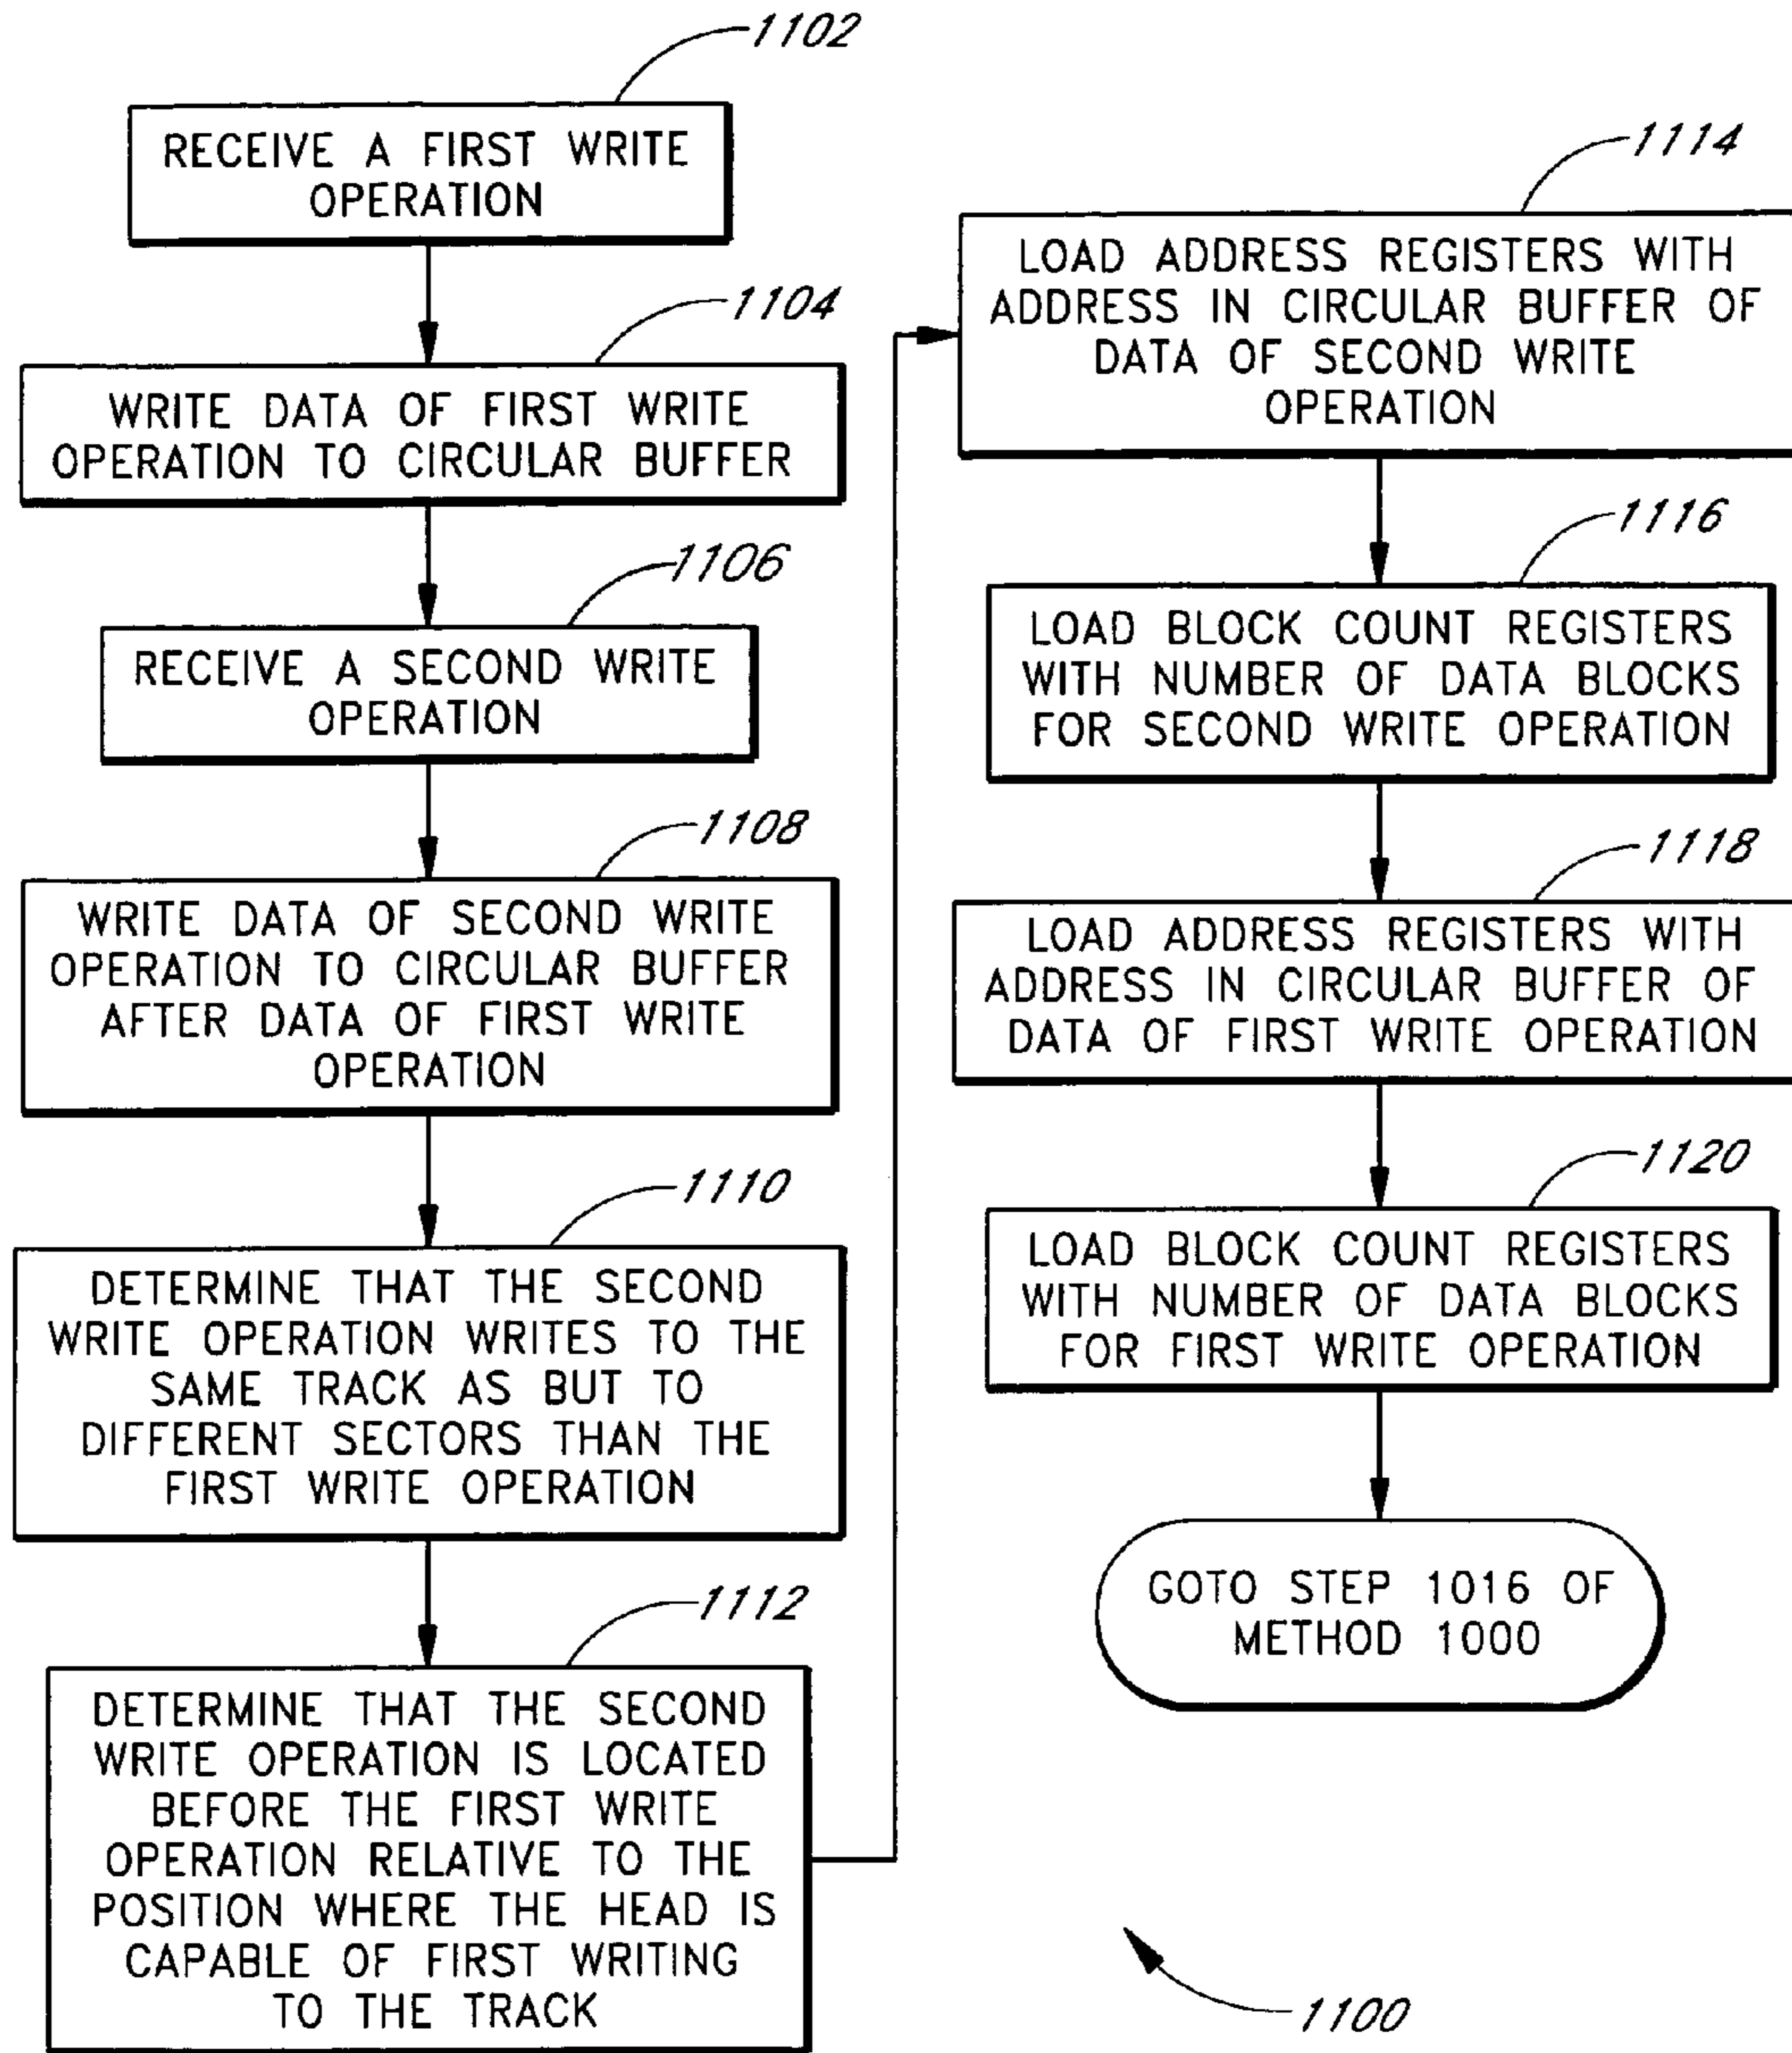 1102
RECEIVE A FIRST WRITE
OPERATION
1104
WRITE DATA OF FIRST WRITE
OPERATION TO CIRCULAR BUFFER
1106
RECEIVE A SECOND WRITE
OPERATION
1108
WRITE DATA OF SECOND WRITE
OPERATION TO CIRCULAR BUFFER
AFTER DATA OF FIRST WRITE
OPERATION
1110
DETERMINE THAT THE SECOND
WRITE OPERATION WRITES TO THE
SAME TRACK AS BUT TO
DIFFERENT SECTORS THAN THE
FIRST WRITE OPERATION
1112
DETERMINE THAT THE SECOND
WRITE OPERATION IS LOCATED
BEFORE THE FIRST WRITE
OPERATION RELATIVE TO THE
POSITION WHERE THE HEAD IS
CAPABLE OF FIRST WRITING
TO THE TRACK
1114
LOAD ADDRESS REGISTERS WITH
ADDRESS IN CIRCULAR BUFFER OF
DATA OF SECOND WRITE
OPERATION
1116
LOAD BLOCK COUNT REGISTERS
WITH NUMBER OF DATA BLOCKS
FOR SECOND WRITE OPERATION
1118
LOAD ADDRESS REGISTERS WITH
ADDRESS IN CIRCULAR BUFFER OF
DATA OF FIRST WRITE OPERATION
1120
LOAD BLOCK COUNT REGISTERS
WITH NUMBER OF DATA BLOCKS
FOR FIRST WRITE OPERATION
GOTO STEP 1016 OF
METHOD 1000
1100